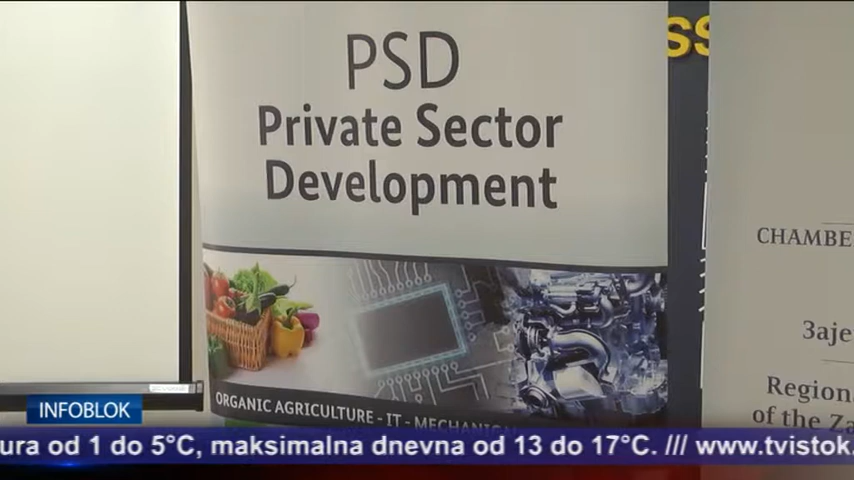 PSD
Private Sector
Development
ORGANIC AGRICULTURE - IT - MECHANICAL
SS
CHAMBE
Заје
Region
of the Za
INFOBLOK
ura od 1 do 5°C, maksimalna dnevna od 13 do 17°C. /// www.tvistok.